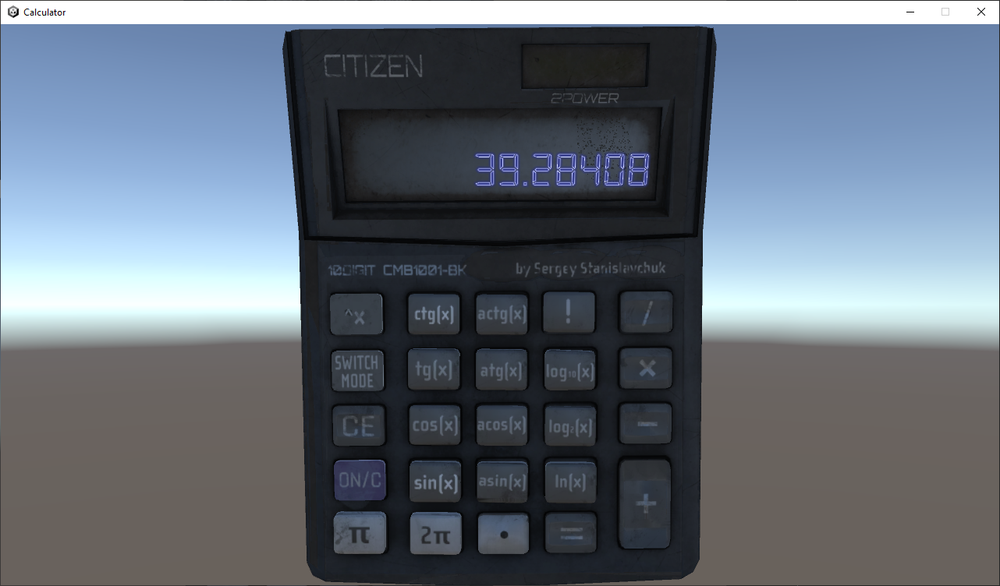 Calculator
CITIZEN
2POWER
39.28408
10DIGIT CMB1001-BK
by Sergey Stanislavchuk
^x ctg(x) actg(x) ! /
SWITCH MODE tg(x) atg(x) log₁₀(x) ×
CE cos(x) acos(x) log₂(x) −
ON/C sin(x) asin(x) ln(x) +
π 2π • =